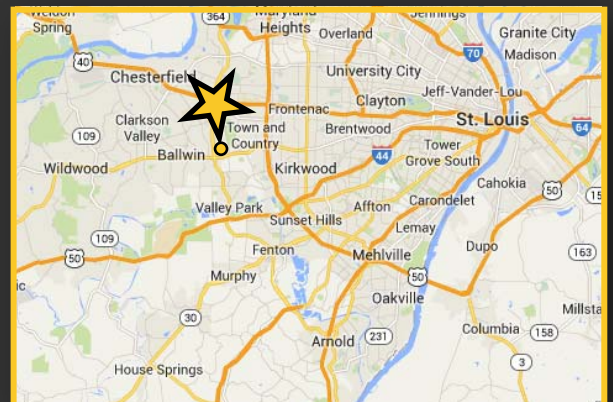 Weldon
Spring
364
Maryland
Heights
Overland
Jennings
Granite City
Madison
70
40
Chesterfield
University City
Jeff-Vander-Lou
Clayton
Frontenac
St. Louis
64
Clarkson
Valley
109
Town and
Country
Brentwood
Tower
Grove South
44
Ballwin
Wildwood
Kirkwood
Cahokia
50
15
Valley Park
Sunset Hills
Affton
Carondelet
Lemay
109
50
Fenton
Mehlville
Dupo
163
50
Murphy
Oakville
30
Arnold
231
Columbia
158
3
House Springs